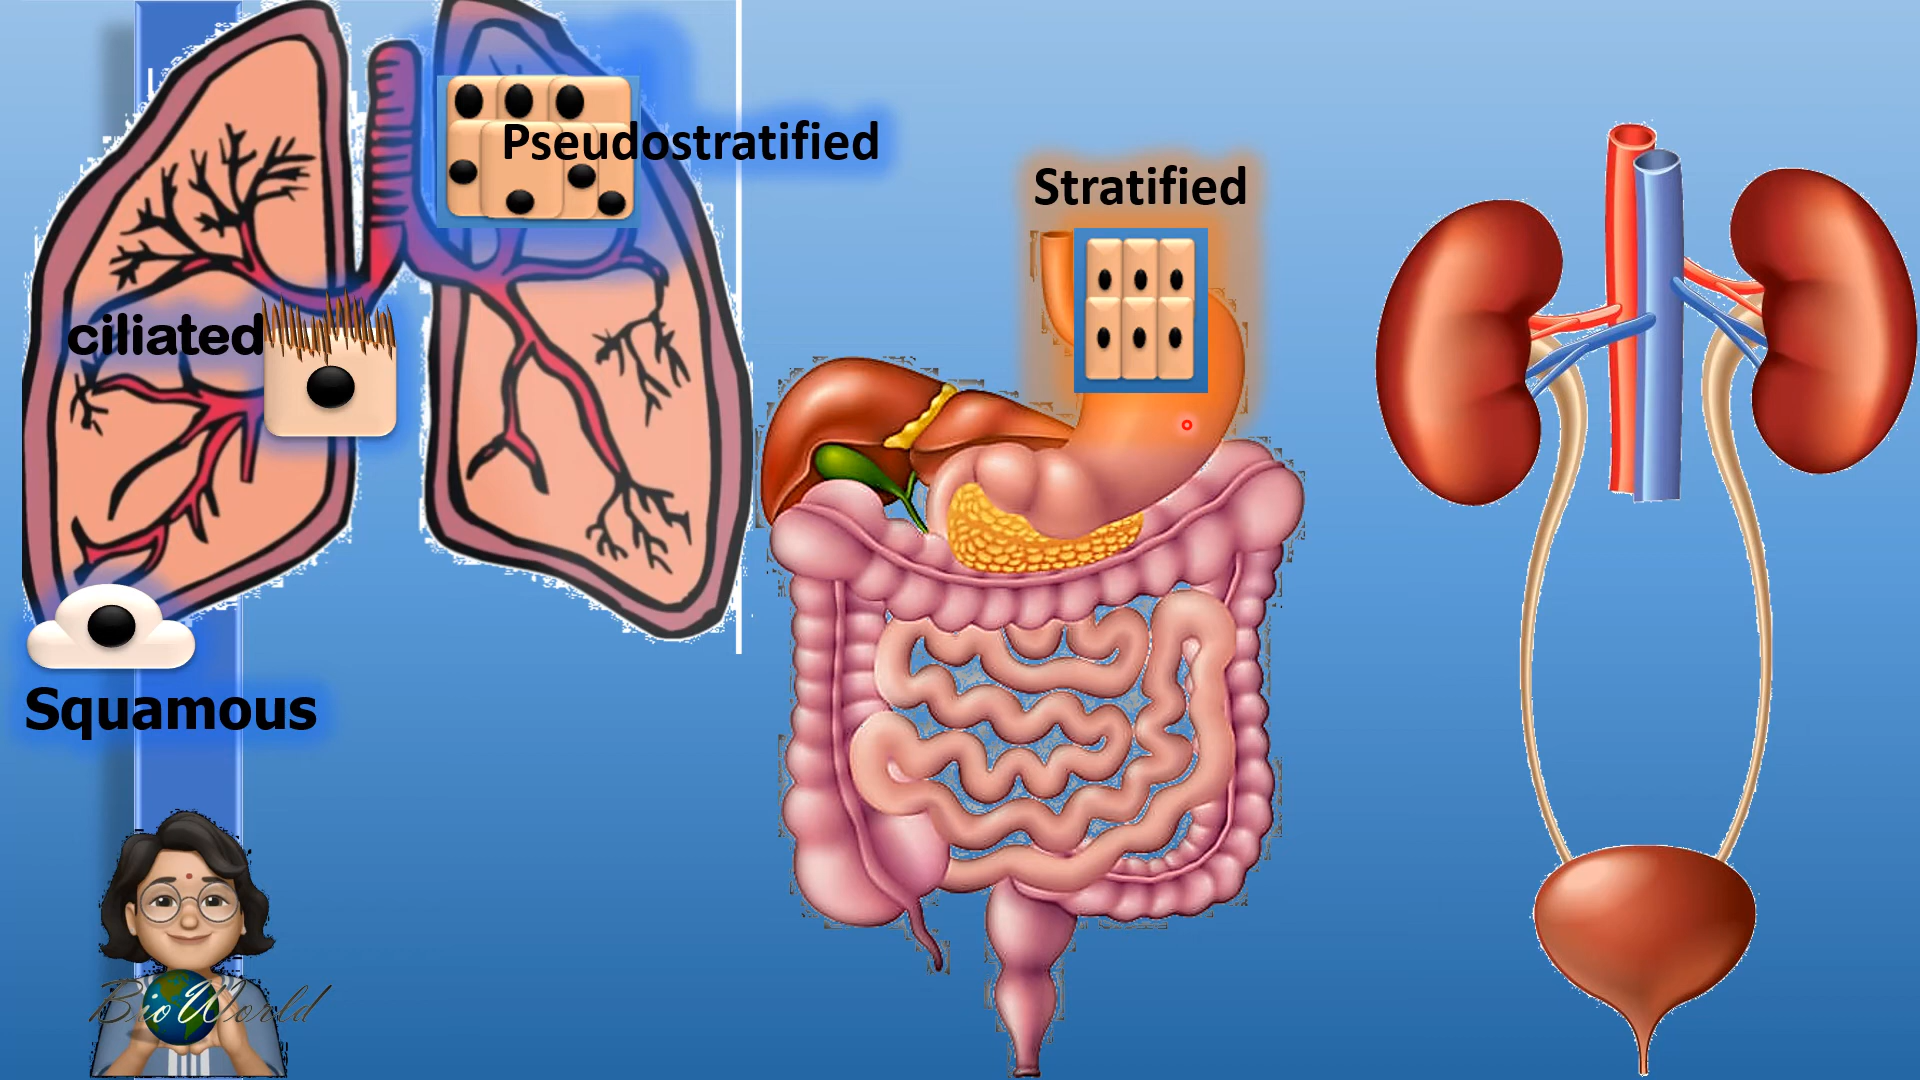 Pseudostratified
Stratified
ciliated
Squamous
BioWorld